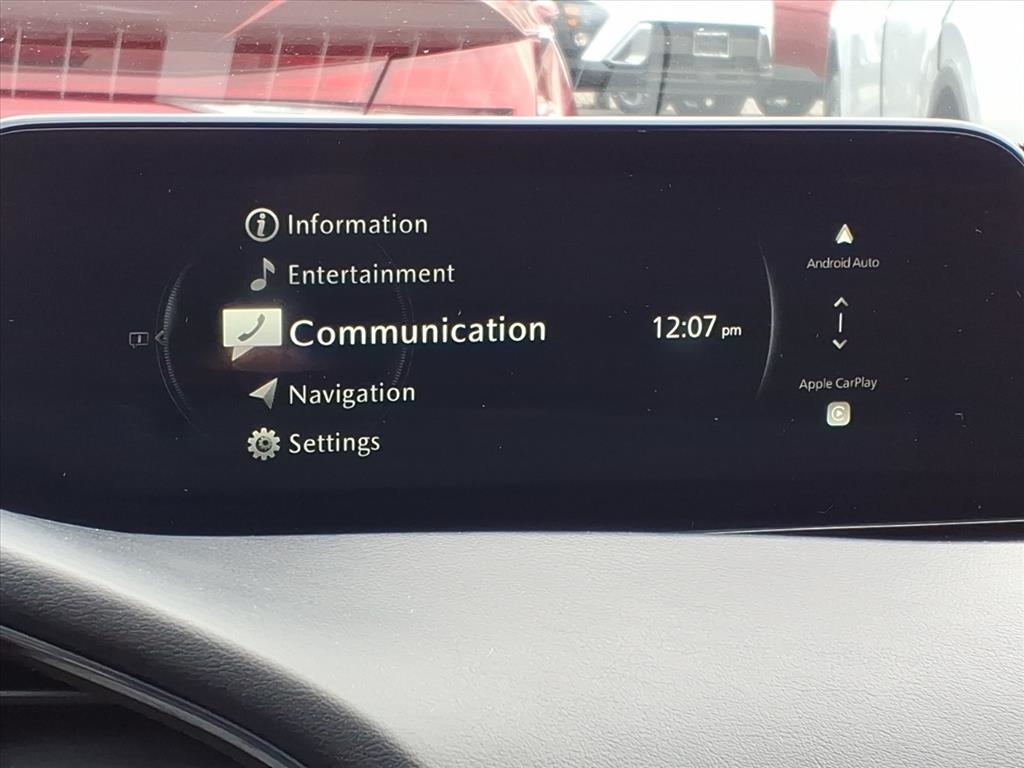 Information
Entertainment
Communication
Navigation
Settings
12:07 pm
Android Auto
Apple CarPlay